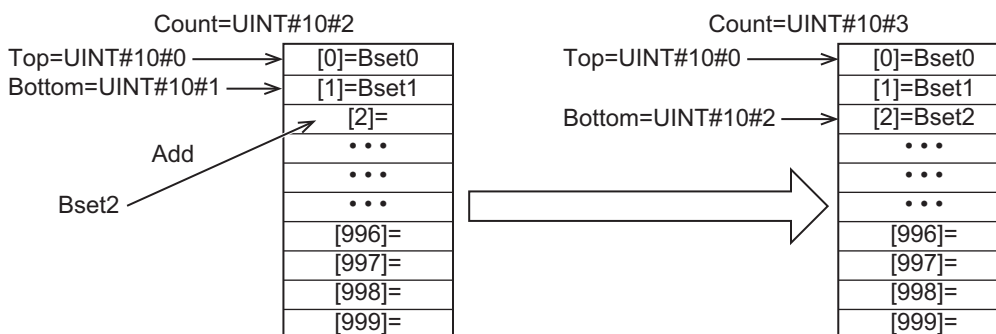 Count=UINT#10#2
Top=UINT#10#0
Bottom=UINT#10#1
[0]=Bset0
[1]=Bset1
[2]=
• • •
• • •
• • •
[996]=
[997]=
[998]=
[999]=
Add
Bset2
Count=UINT#10#3
Top=UINT#10#0
Bottom=UINT#10#2
[0]=Bset0
[1]=Bset1
[2]=Bset2
• • •
• • •
• • •
[996]=
[997]=
[998]=
[999]=